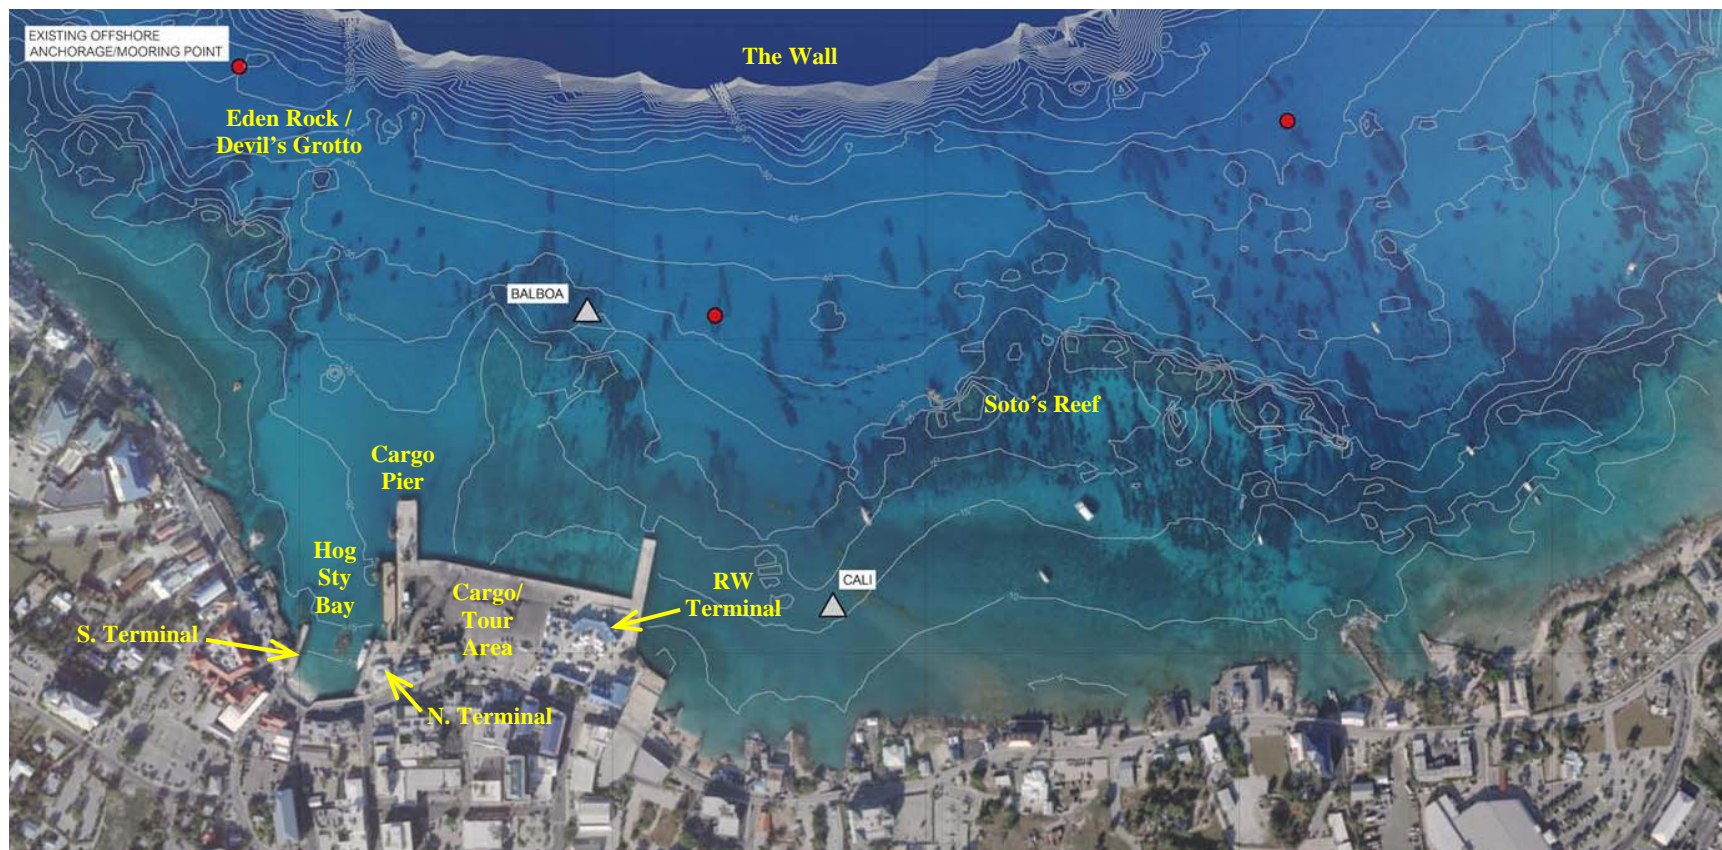 EXISTING OFFSHORE
ANCHORAGE/MOORING POINT
The Wall
Eden Rock /
Devil's Grotto
BALBOA
Soto's Reef
Cargo
Pier
Hog
Sty
Bay
Cargo/
Tour
Area
RW
Terminal
CALI
S. Terminal
N. Terminal